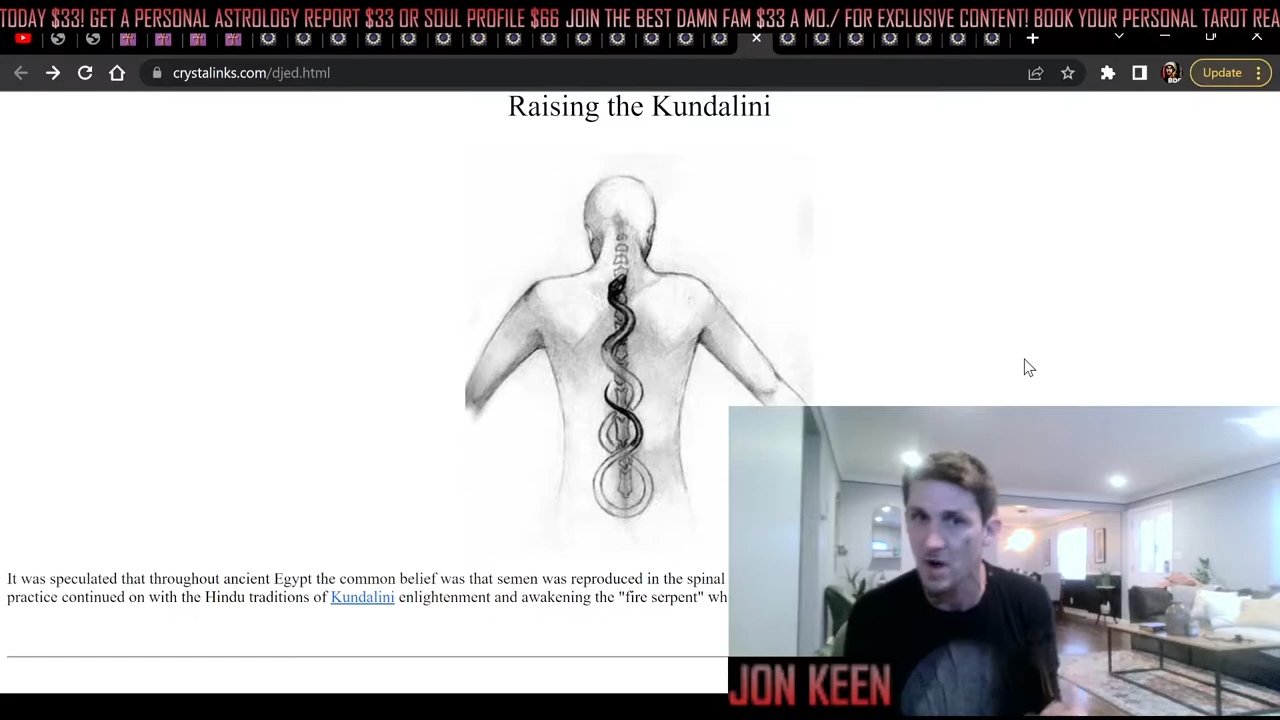 TODAY $33! GET A PERSONAL ASTROLOGY REPORT $33 OR SOUL PROFILE $66 JOIN THE BEST DAMN FAM $33 A MO./ FOR EXCLUSIVE CONTENT! BOOK YOUR PERSONAL TAROT REA
crystalinks.com/djed.html
Update
Raising the Kundalini
It was speculated that throughout ancient Egypt the common belief was that semen was reproduced in the spinal
practice continued on with the Hindu traditions of Kundalini enlightenment and awakening the "fire serpent" wh
JON KEEN